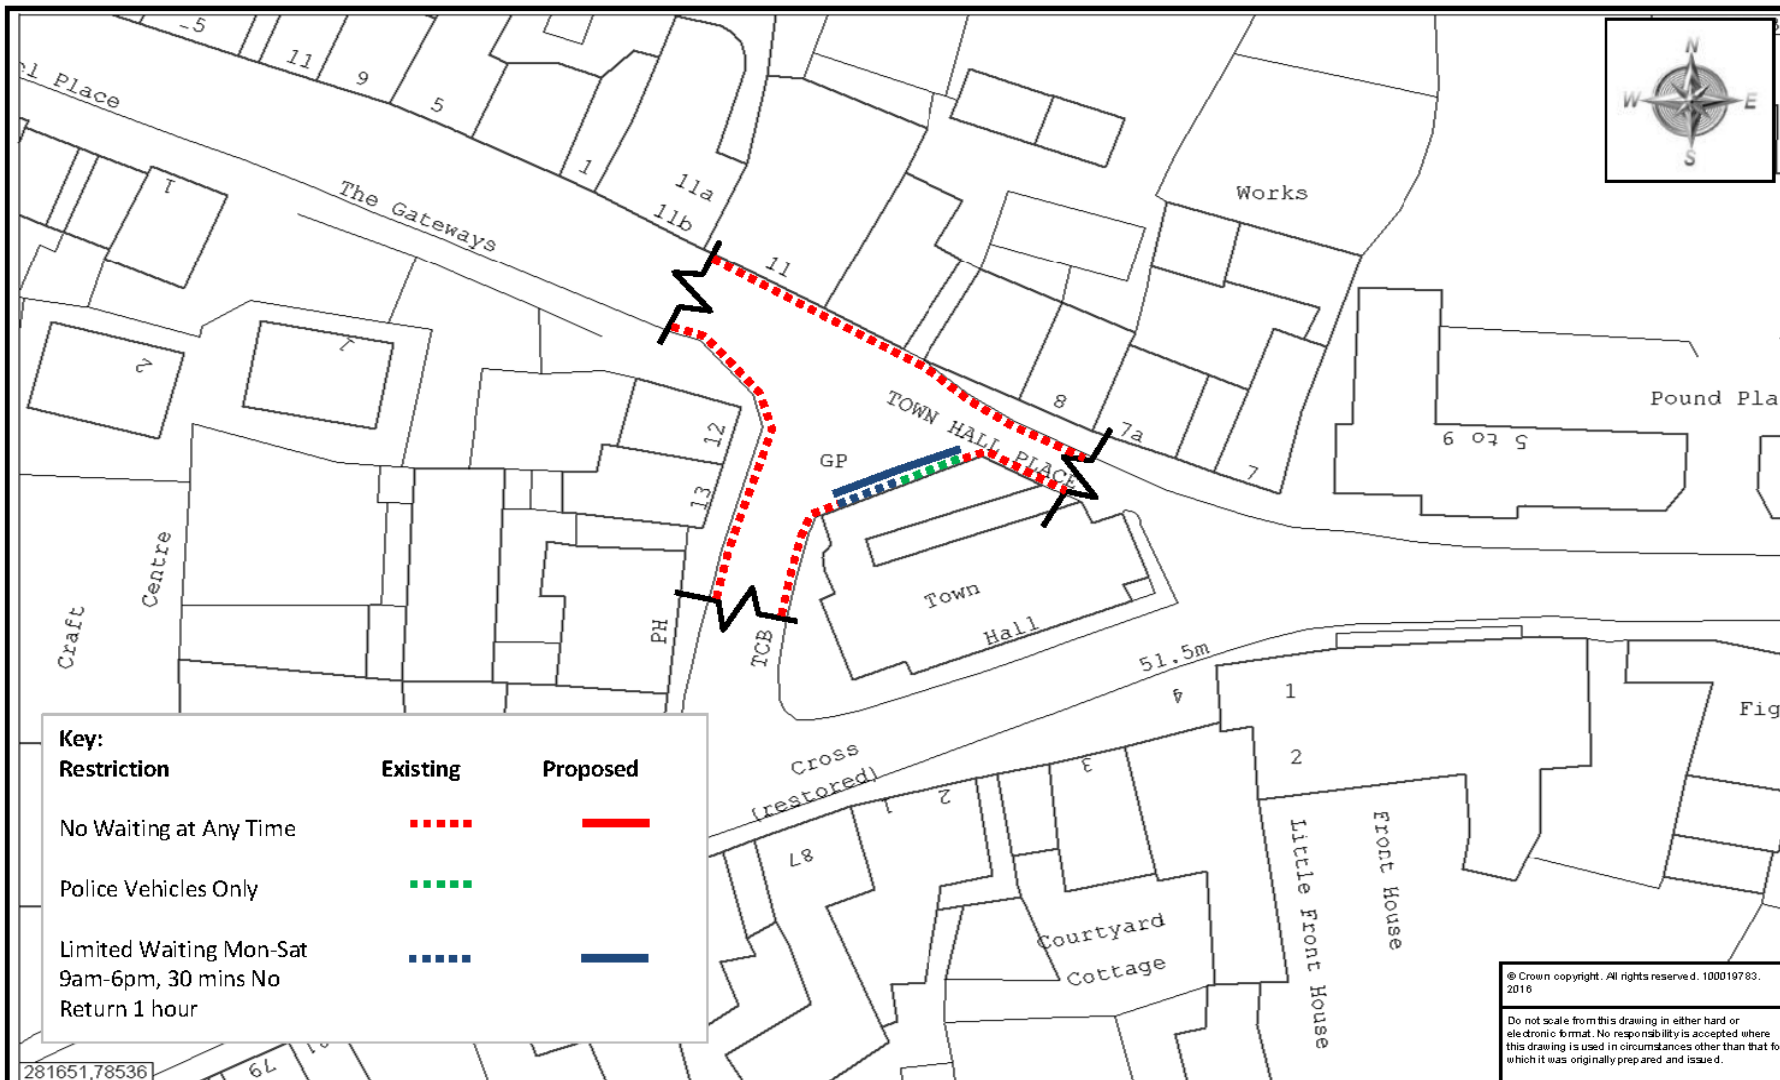 N
W
E
S
-5
11
9
5
1
11a
11b
11
el Place
The Gateways
1
2
1
Works
Pound Pla
5 to 9
8
7a
7
TOWN HALL PLACE
12
13
GP
Town
Hall
Centre
Craft
PH
TCB
51.5m
4
1
2
Fig
Cross
(restored)
3
2
1
87
Front House
Little Front House
Courtyard
Cottage
Key:
Restriction Existing Proposed
No Waiting at Any Time
Police Vehicles Only
Limited Waiting Mon-Sat
9am-6pm, 30 mins No
Return 1 hour
79
281651,78536
© Crown copyright. All rights reserved. 100019783.
2016
Do not scale from this drawing in either hard or
electronic format. No responsibility is accepted where
this drawing is used in circumstances other than that fo
which it was originally prepared and issued.